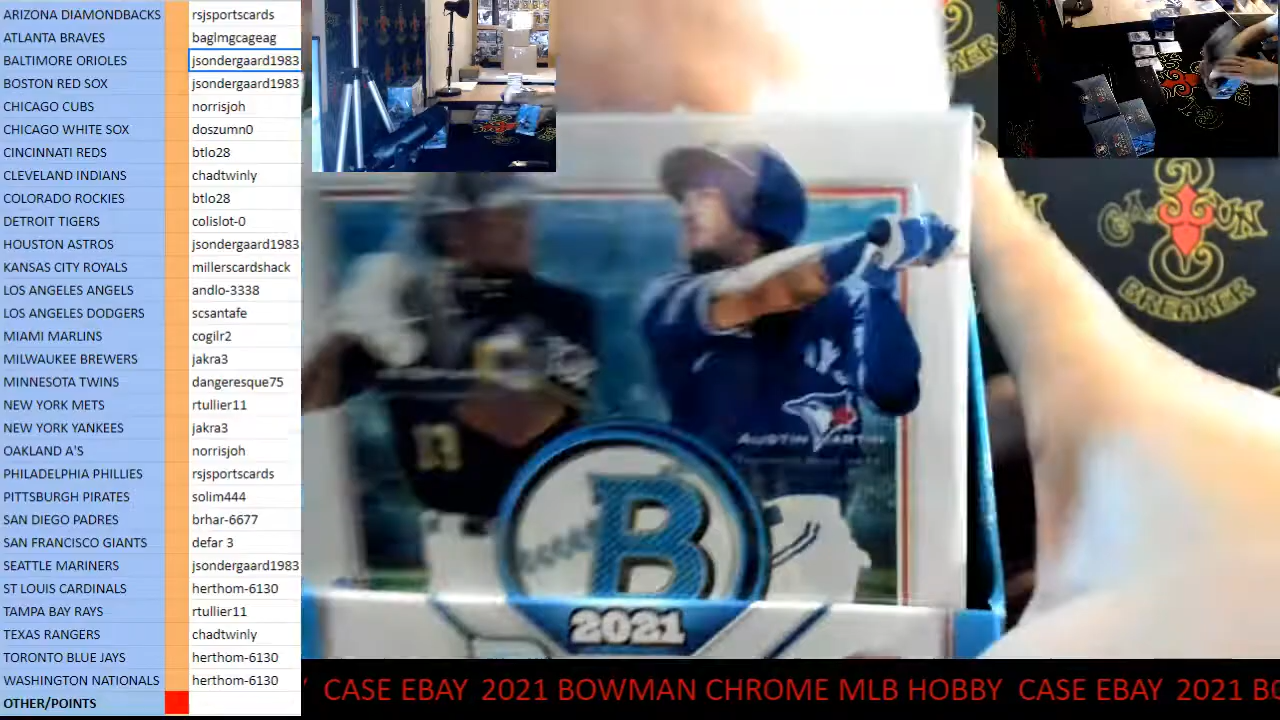 ARIZONA DIAMONDBACKS rsjsportscards
ATLANTA BRAVES baglmgcageag
BALTIMORE ORIOLES jsondergaard1983
BOSTON RED SOX jsondergaard1983
CHICAGO CUBS norrisjoh
CHICAGO WHITE SOX doszumn0
CINCINNATI REDS btlo28
CLEVELAND INDIANS chadtwinly
COLORADO ROCKIES btlo28
DETROIT TIGERS colislot-0
HOUSTON ASTROS jsondergaard1983
KANSAS CITY ROYALS millerscardshack
LOS ANGELES ANGELS andlo-3338
LOS ANGELES DODGERS scsantafe
MIAMI MARLINS cogilr2
MILWAUKEE BREWERS jakra3
MINNESOTA TWINS dangeresque75
NEW YORK METS rtullier11
NEW YORK YANKEES jakra3
OAKLAND A'S norrisjoh
PHILADELPHIA PHILLIES rsjsportscards
PITTSBURGH PIRATES solim444
SAN DIEGO PADRES brhar-6677
SAN FRANCISCO GIANTS defar 3
SEATTLE MARINERS jsondergaard1983
ST LOUIS CARDINALS herthom-6130
TAMPA BAY RAYS rtullier11
TEXAS RANGERS chadtwinly
TORONTO BLUE JAYS herthom-6130
WASHINGTON NATIONALS herthom-6130
OTHER/POINTS
AUSTIN MARTIN
B
2021
BREAKER
CASE EBAY 2021 BOWMAN CHROME MLB HOBBY CASE EBAY 2021 BO